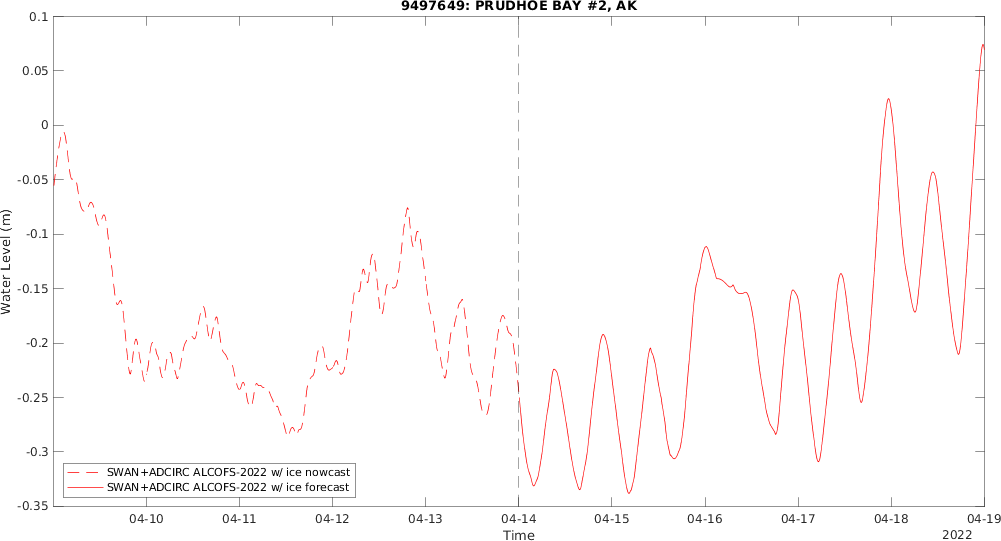 9497649: PRUDHOE BAY #2, AK
0.1
0.05
0
-0.05
-0.1
-0.15
-0.2
-0.25
-0.3
-0.35
Water Level (m)
SWAN+ADCIRC ALCOFS-2022 w/ ice nowcast
SWAN+ADCIRC ALCOFS-2022 w/ ice forecast
04-10 04-11 04-12 04-13 04-14 04-15 04-16 04-17 04-18 04-19
Time
2022